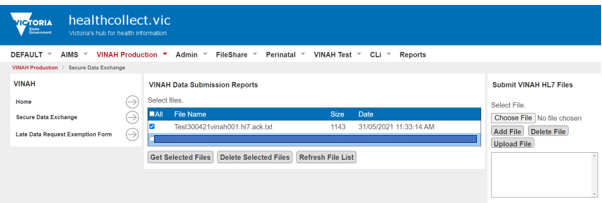 VICTORIA
State
Government
healthcollect.vic
Victoria's hub for health information
DEFAULT AIMS VINAH Production Admin FileShare Perinatal VINAH Test CLi Reports
VINAH Production > Secure Data Exchange
VINAH
Home
Secure Data Exchange
Late Data Request Exemption Form
VINAH Data Submission Reports
Select files.
All File Name Size Date
Test300421vinah001.hl7.ack.txt 1143 31/05/2021 11:33:14 AM
Get Selected Files Delete Selected Files Refresh File List
Submit VINAH HL7 Files
Select File.
Choose File No file chosen
Add File Delete File
Upload File